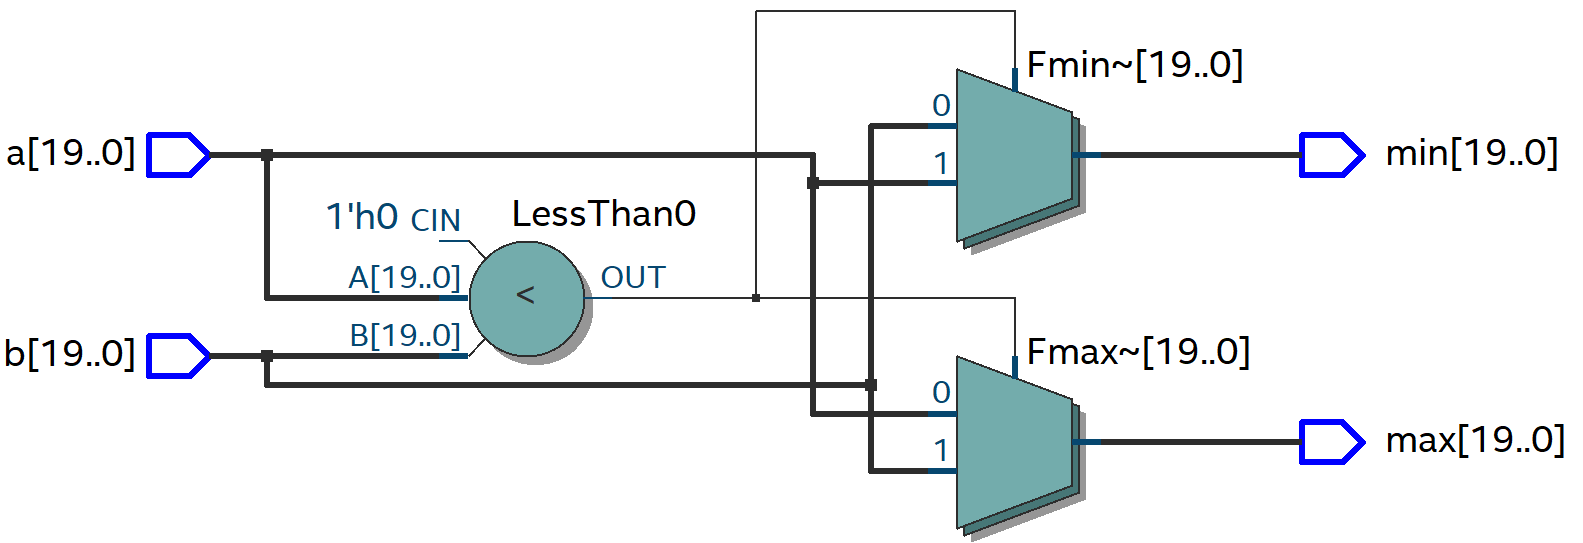 Fmin~[19..0]
0
a[19..0]
1
min[19..0]
1'h0 CIN
LessThan0
A[19..0]
<
OUT
B[19..0]
b[19..0]
Fmax~[19..0]
0
1
max[19..0]